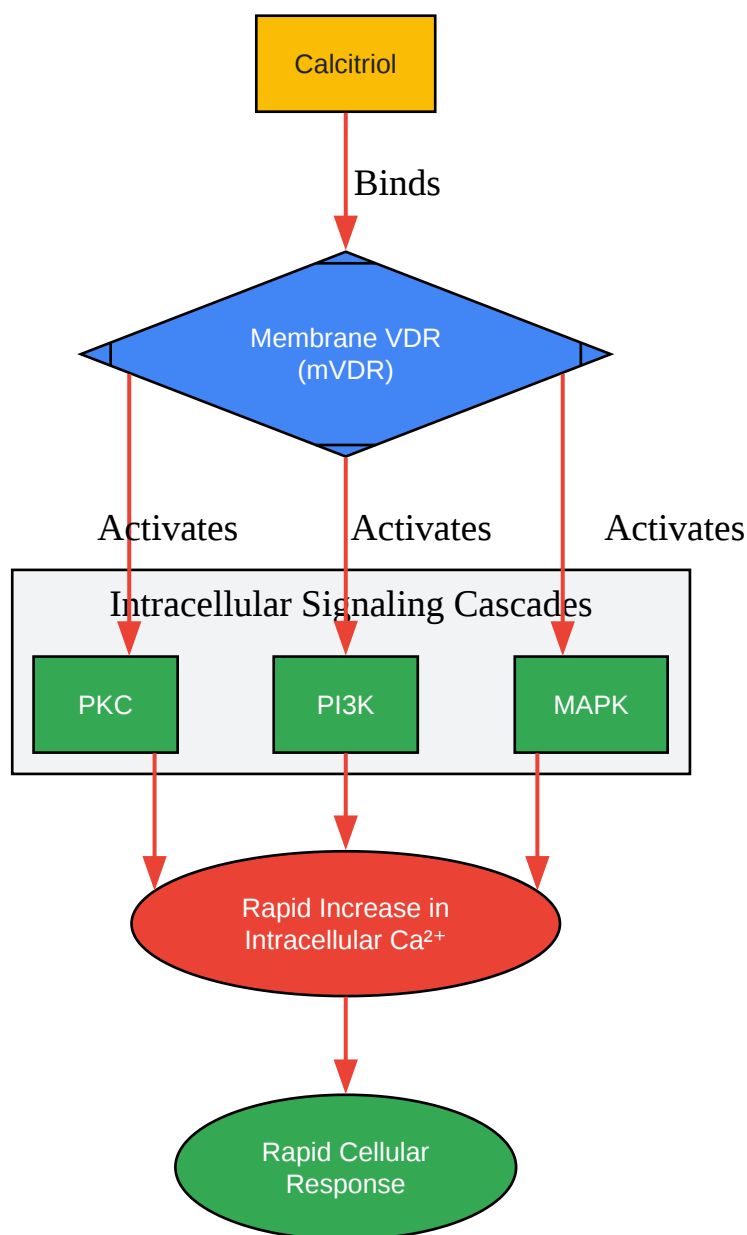 Calcitriol
Binds
Membrane VDR
(mVDR)
Activates
Activates
Activates
Intracellular Signaling Cascades
PKC
PI3K
MAPK
Rapid Increase in
Intracellular Ca²⁺
Rapid Cellular
Response